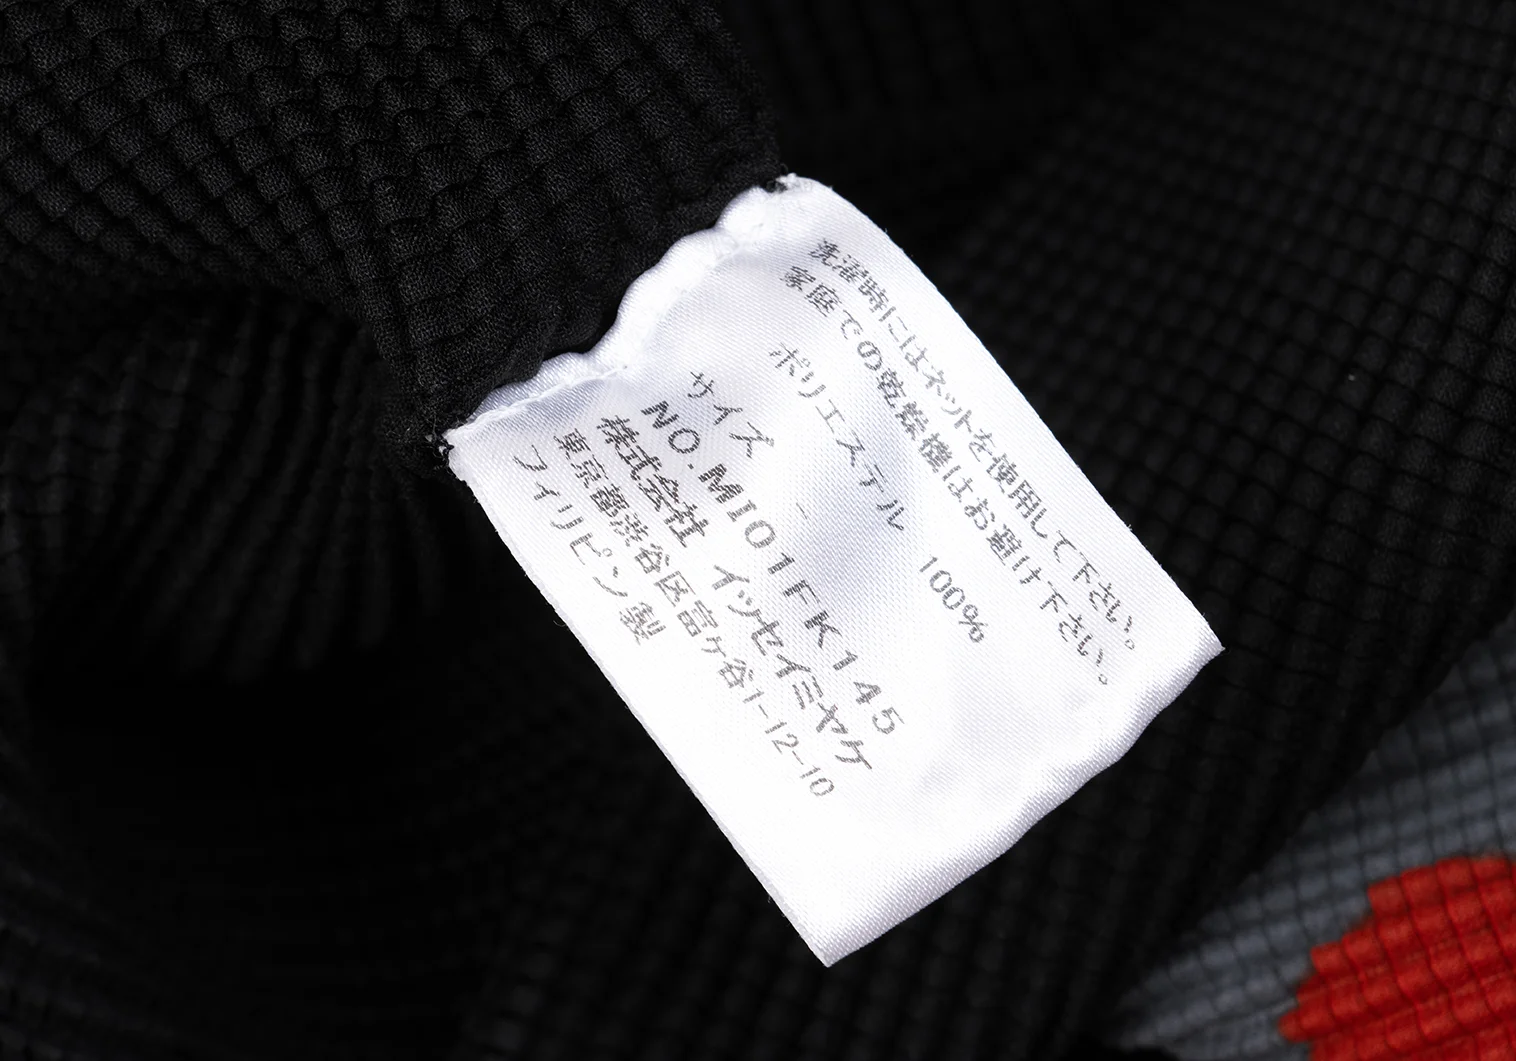 洗濯時にはネットを使用して下さい。
家庭での乾燥機はお避け下さい。
ポリエステル 100%
サイズ -
NO.MI01FK145
株式会社 イッセイミヤケ
東京都渋谷区富ヶ谷1-12-10
フィリピン製